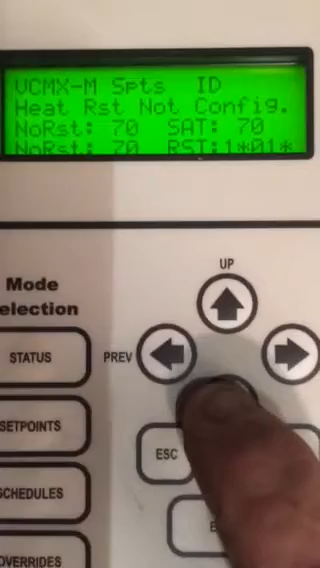 VCMX-M Spts ID
Heat Rst Not Config.
NoRst: 70 SAT: 70
NoRst: 70 RST:1*01*
UP
Mode
election
STATUS
PREV
SETPOINTS
ESC
SCHEDULES
OVERRIDES